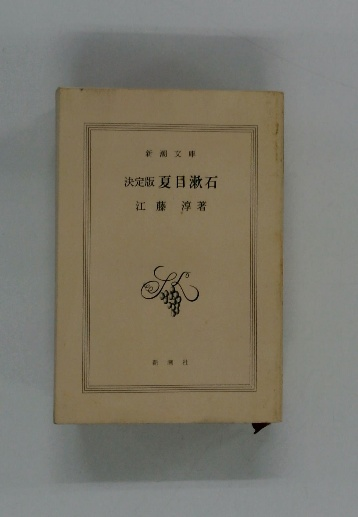 新潮文庫
決定版 夏目漱石
江藤 淳著
新潮社